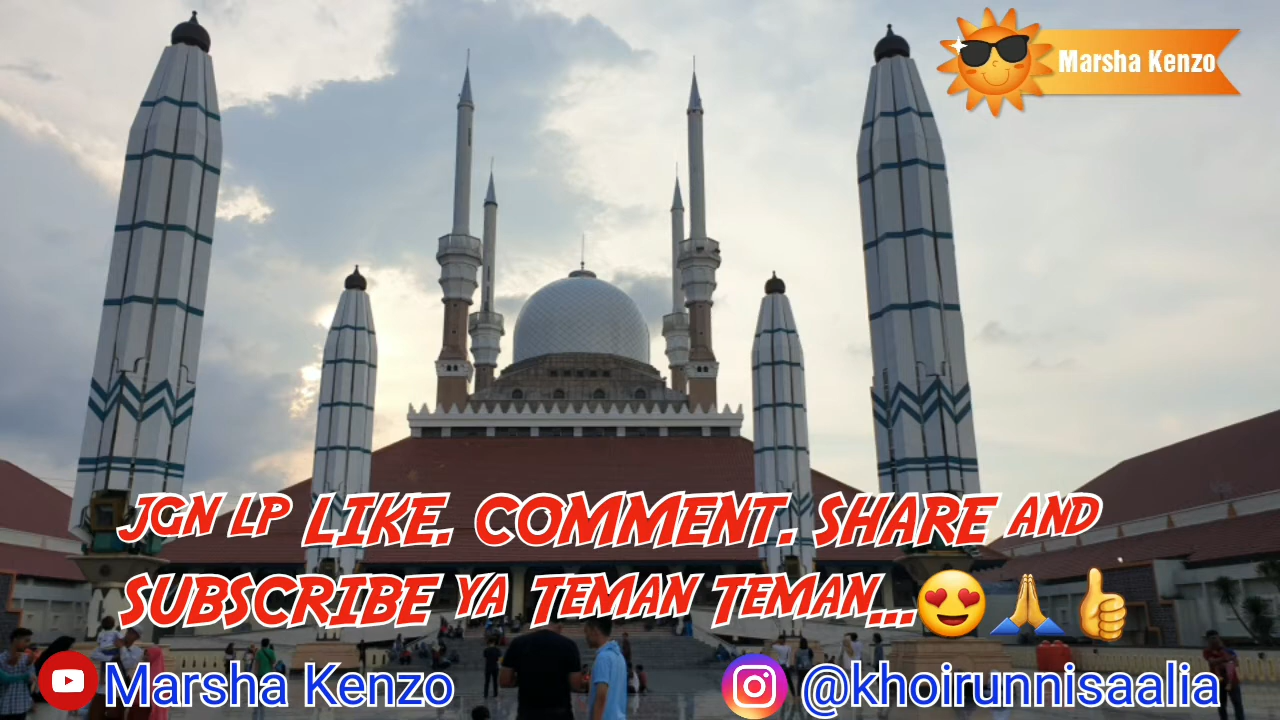 Marsha Kenzo
JGN LP LIKE. COMMENT. SHARE AND
SUBSCRIBE YA TEMAN TEMAN...😍🙏👍
Marsha Kenzo
@khoirunnisaalia